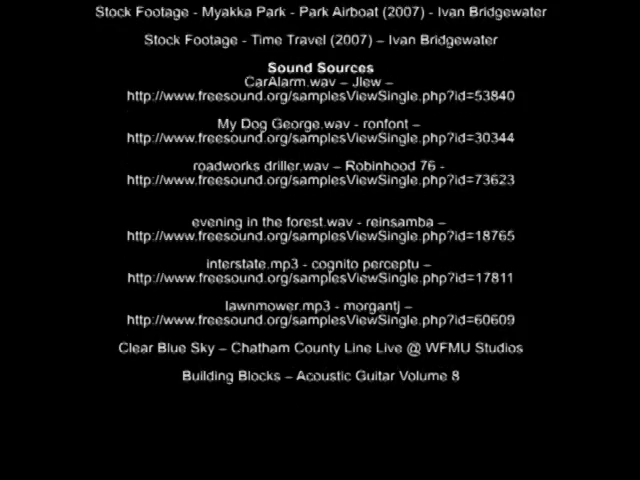 Stock Footage - Myakka Park - Park Airboat (2007) - Ivan Bridgewater
Stock Footage - Time Travel (2007) – Ivan Bridgewater
Sound Sources
CarAlarm.wav – Jlew –
http://www.freesound.org/samplesViewSingle.php?id=53840
My Dog George.wav - ronfont –
http://www.freesound.org/samplesViewSingle.php?id=30344
roadworks driller.wav – Robinhood 76 -
http://www.freesound.org/samplesViewSingle.php?id=73623
evening in the forest.wav - reinsamba –
http://www.freesound.org/samplesViewSingle.php?id=18765
interstate.mp3 - cognito perceptu –
http://www.freesound.org/samplesViewSingle.php?id=17811
lawnmower.mp3 - morgantj –
http://www.freesound.org/samplesViewSingle.php?id=60609
Clear Blue Sky – Chatham County Line Live @ WFMU Studios
Building Blocks – Acoustic Guitar Volume 8